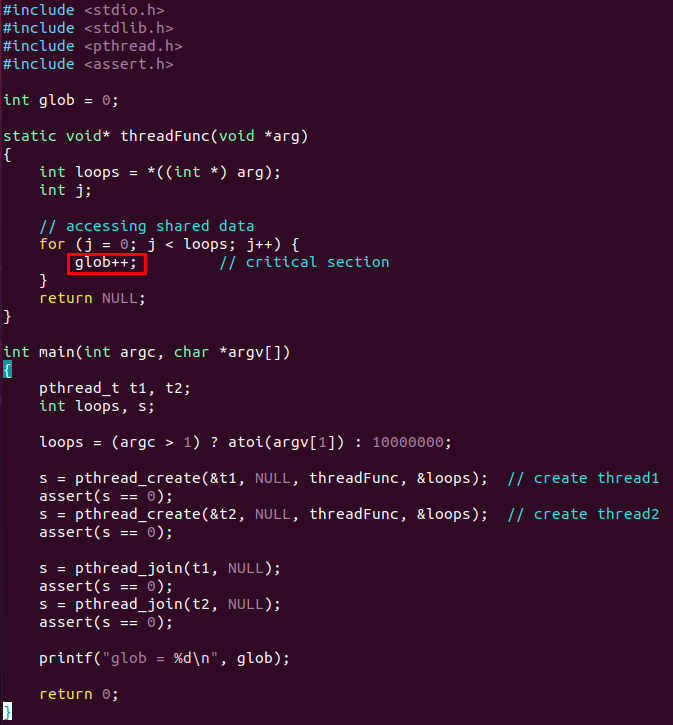 #include <stdio.h>
#include <stdlib.h>
#include <pthread.h>
#include <assert.h>

int glob = 0;

static void* threadFunc(void *arg)
{
    int loops = *((int *) arg);
    int j;

    // accessing shared data
    for (j = 0; j < loops; j++) {
        glob++;         // critical section
    }
    return NULL;
}

int main(int argc, char *argv[])
{
    pthread_t t1, t2;
    int loops, s;

    loops = (argc > 1) ? atoi(argv[1]) : 10000000;

    s = pthread_create(&t1, NULL, threadFunc, &loops);  // create thread1
    assert(s == 0);
    s = pthread_create(&t2, NULL, threadFunc, &loops);  // create thread2
    assert(s == 0);

    s = pthread_join(t1, NULL);
    assert(s == 0);
    s = pthread_join(t2, NULL);
    assert(s == 0);

    printf("glob = %d\n", glob);

    return 0;
}